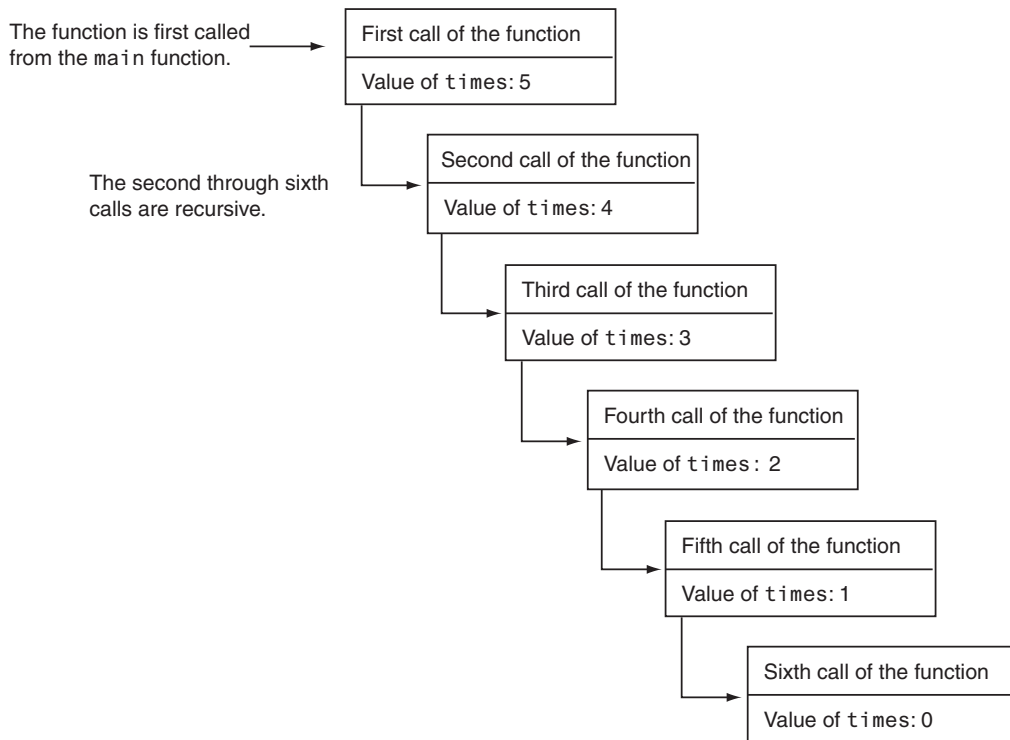 The function is first called
from the main function.
First call of the function
Value of times: 5
The second through sixth
calls are recursive.
Second call of the function
Value of times: 4
Third call of the function
Value of times: 3
Fourth call of the function
Value of times: 2
Fifth call of the function
Value of times: 1
Sixth call of the function
Value of times: 0